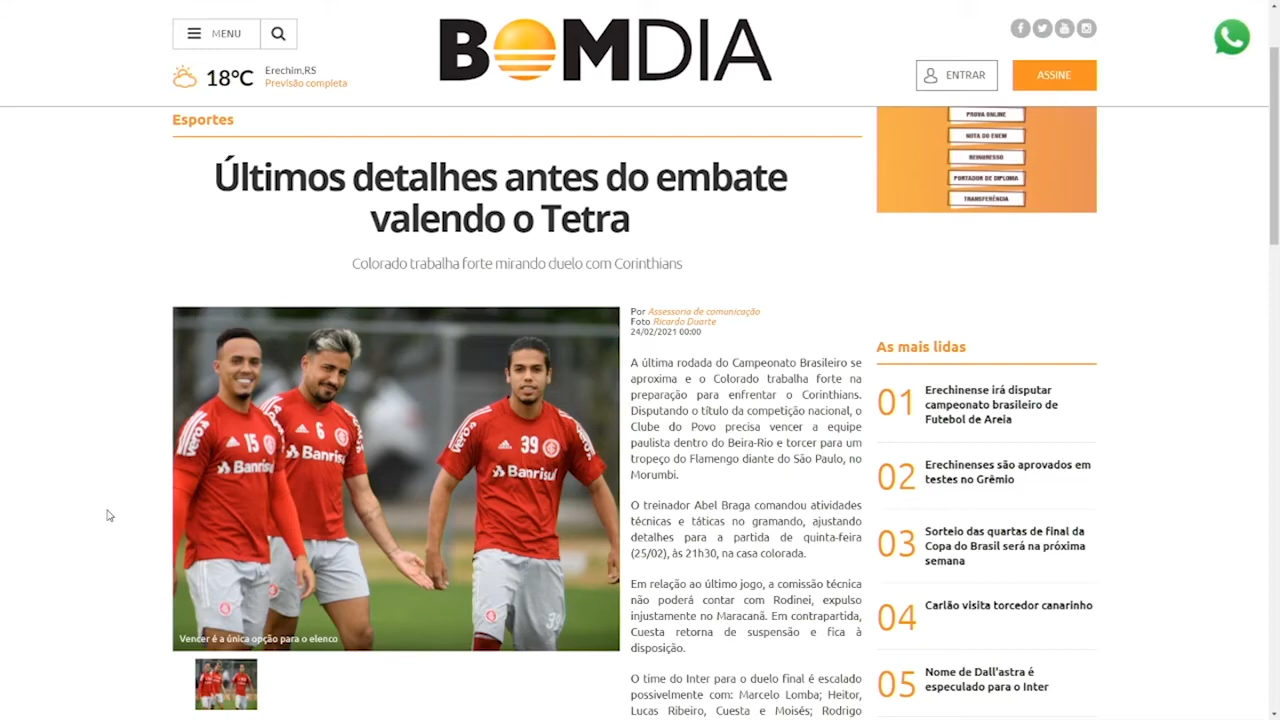 MENU
BOMDIA
18°C
Erechim,RS
Previsão completa
ENTRAR
ASSINE
Esportes
PROVA ONLINE
NOTA DO ENEM
REINGRESSO
PORTADOR DE DIPLOMA
TRANSFERÊNCIA
Últimos detalhes antes do embate
valendo o Tetra
Colorado trabalha forte mirando duelo com Corinthians
15
Banrisul
6
Banrisul
39
Banrisul
Vencer é a única opção para o elenco
Por Assessoria de comunicação
Foto Ricardo Duarte
24/02/2021 00:00
A última rodada do Campeonato Brasileiro se
aproxima e o Colorado trabalha forte na
preparação para enfrentar o Corinthians.
Disputando o título da competição nacional, o
Clube do Povo precisa vencer a equipe
paulista dentro do Beira-Rio e torcer para um
tropeço do Flamengo diante do São Paulo, no
Morumbi.
O treinador Abel Braga comandou atividades
técnicas e táticas no gramando, ajustando
detalhes para a partida de quinta-feira
(25/02), às 21h30, na casa colorada.
Em relação ao último jogo, a comissão técnica
não poderá contar com Rodinei, expulso
injustamente no Maracanã. Em contrapartida,
Cuesta retorna de suspensão e fica à
disposição.
O time do Inter para o duelo final é escalado
possivelmente com: Marcelo Lomba; Heitor,
Lucas Ribeiro, Cuesta e Moisés; Rodrigo
As mais lidas
01
Erechinense irá disputar
campeonato brasileiro de
Futebol de Areia
02
Erechinenses são aprovados em
testes no Grêmio
03
Sorteio das quartas de final da
Copa do Brasil será na próxima
semana
04
Carlão visita torcedor canarinho
05
Nome de Dall'astra é
especulado para o Inter